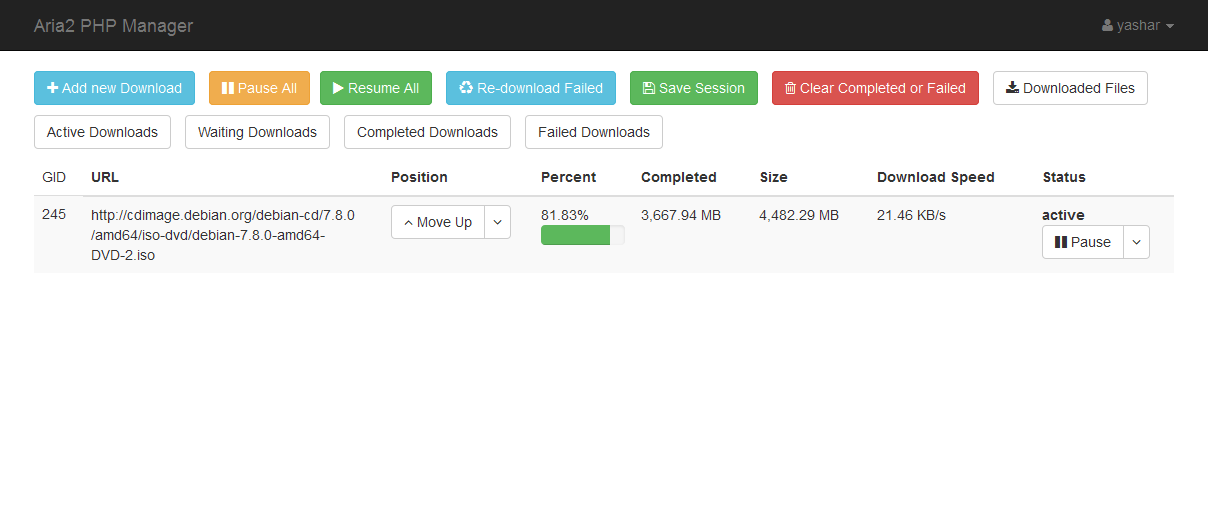 Aria2 PHP Manager yashar
Add new Download Pause All Resume All Re-download Failed Save Session Clear Completed or Failed Downloaded Files
Active Downloads Waiting Downloads Completed Downloads Failed Downloads
GID URL Position Percent Completed Size Download Speed Status
245 http://cdimage.debian.org/debian-cd/7.8.0 Move Up 81.83% 3,667.94 MB 4,482.29 MB 21.46 KB/s active
/amd64/iso-dvd/debian-7.8.0-amd64- Pause
DVD-2.iso